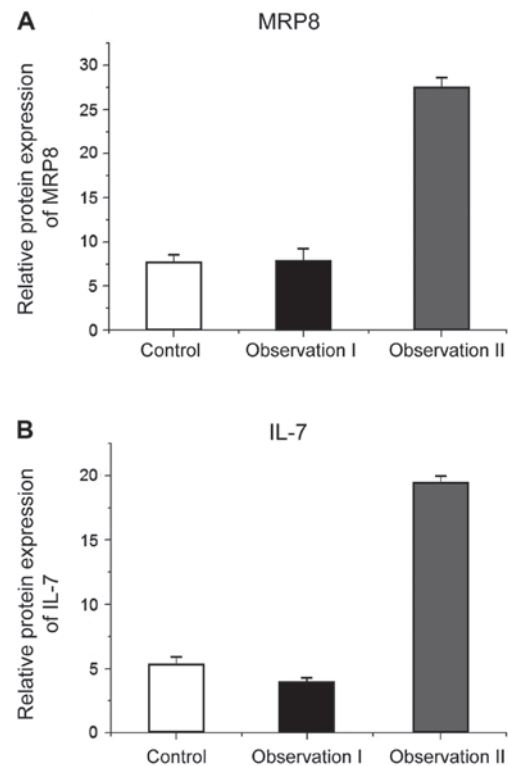 A
MRP8
Relative protein expression
of MRP8
30
25
20
15
10
5
0
Control
Observation I
Observation II
B
IL-7
Relative protein expression
of IL-7
20
15
10
5
0
Control
Observation I
Observation II